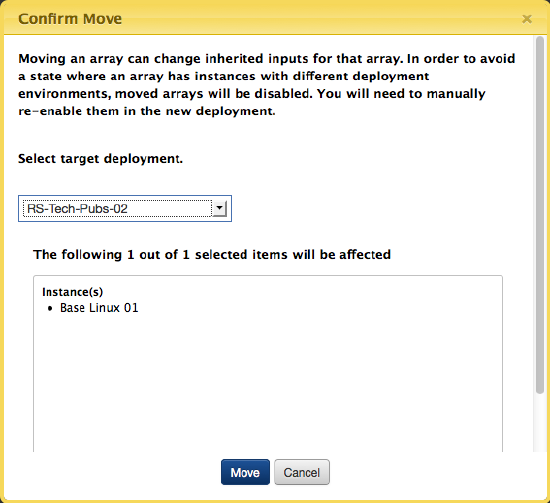 Confirm Move
×
Moving an array can change inherited inputs for that array. In order to avoid
a state where an array has instances with different deployment
environments, moved arrays will be disabled. You will need to manually
re-enable them in the new deployment.
Select target deployment.
RS-Tech-Pubs-02
The following 1 out of 1 selected items will be affected
Instance(s)
• Base Linux 01
Move Cancel